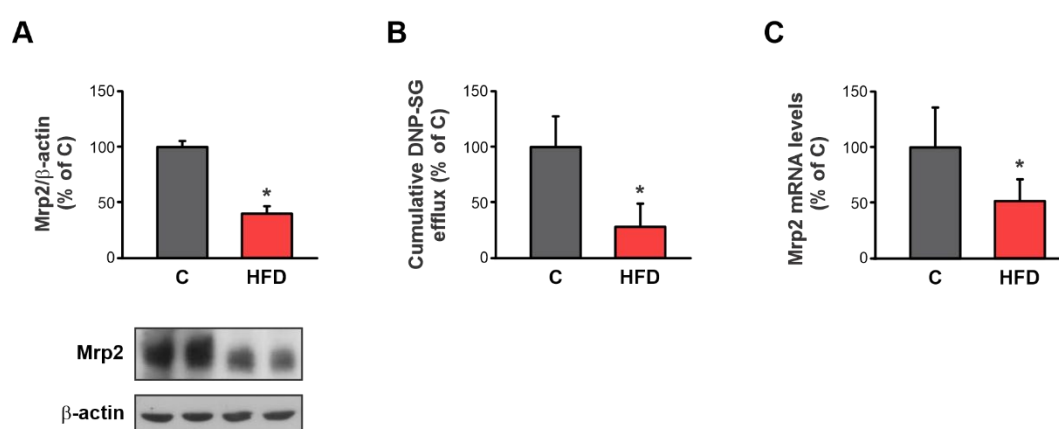 A
Mrp2/β-actin
(% of C)
150
100
50
0
*
C HFD
Mrp2
β-actin
B
Cumulative DNP-SG
efflux (% of C)
150
100
50
0
*
C HFD
C
Mrp2 mRNA levels
(% of C)
150
100
50
0
*
C HFD